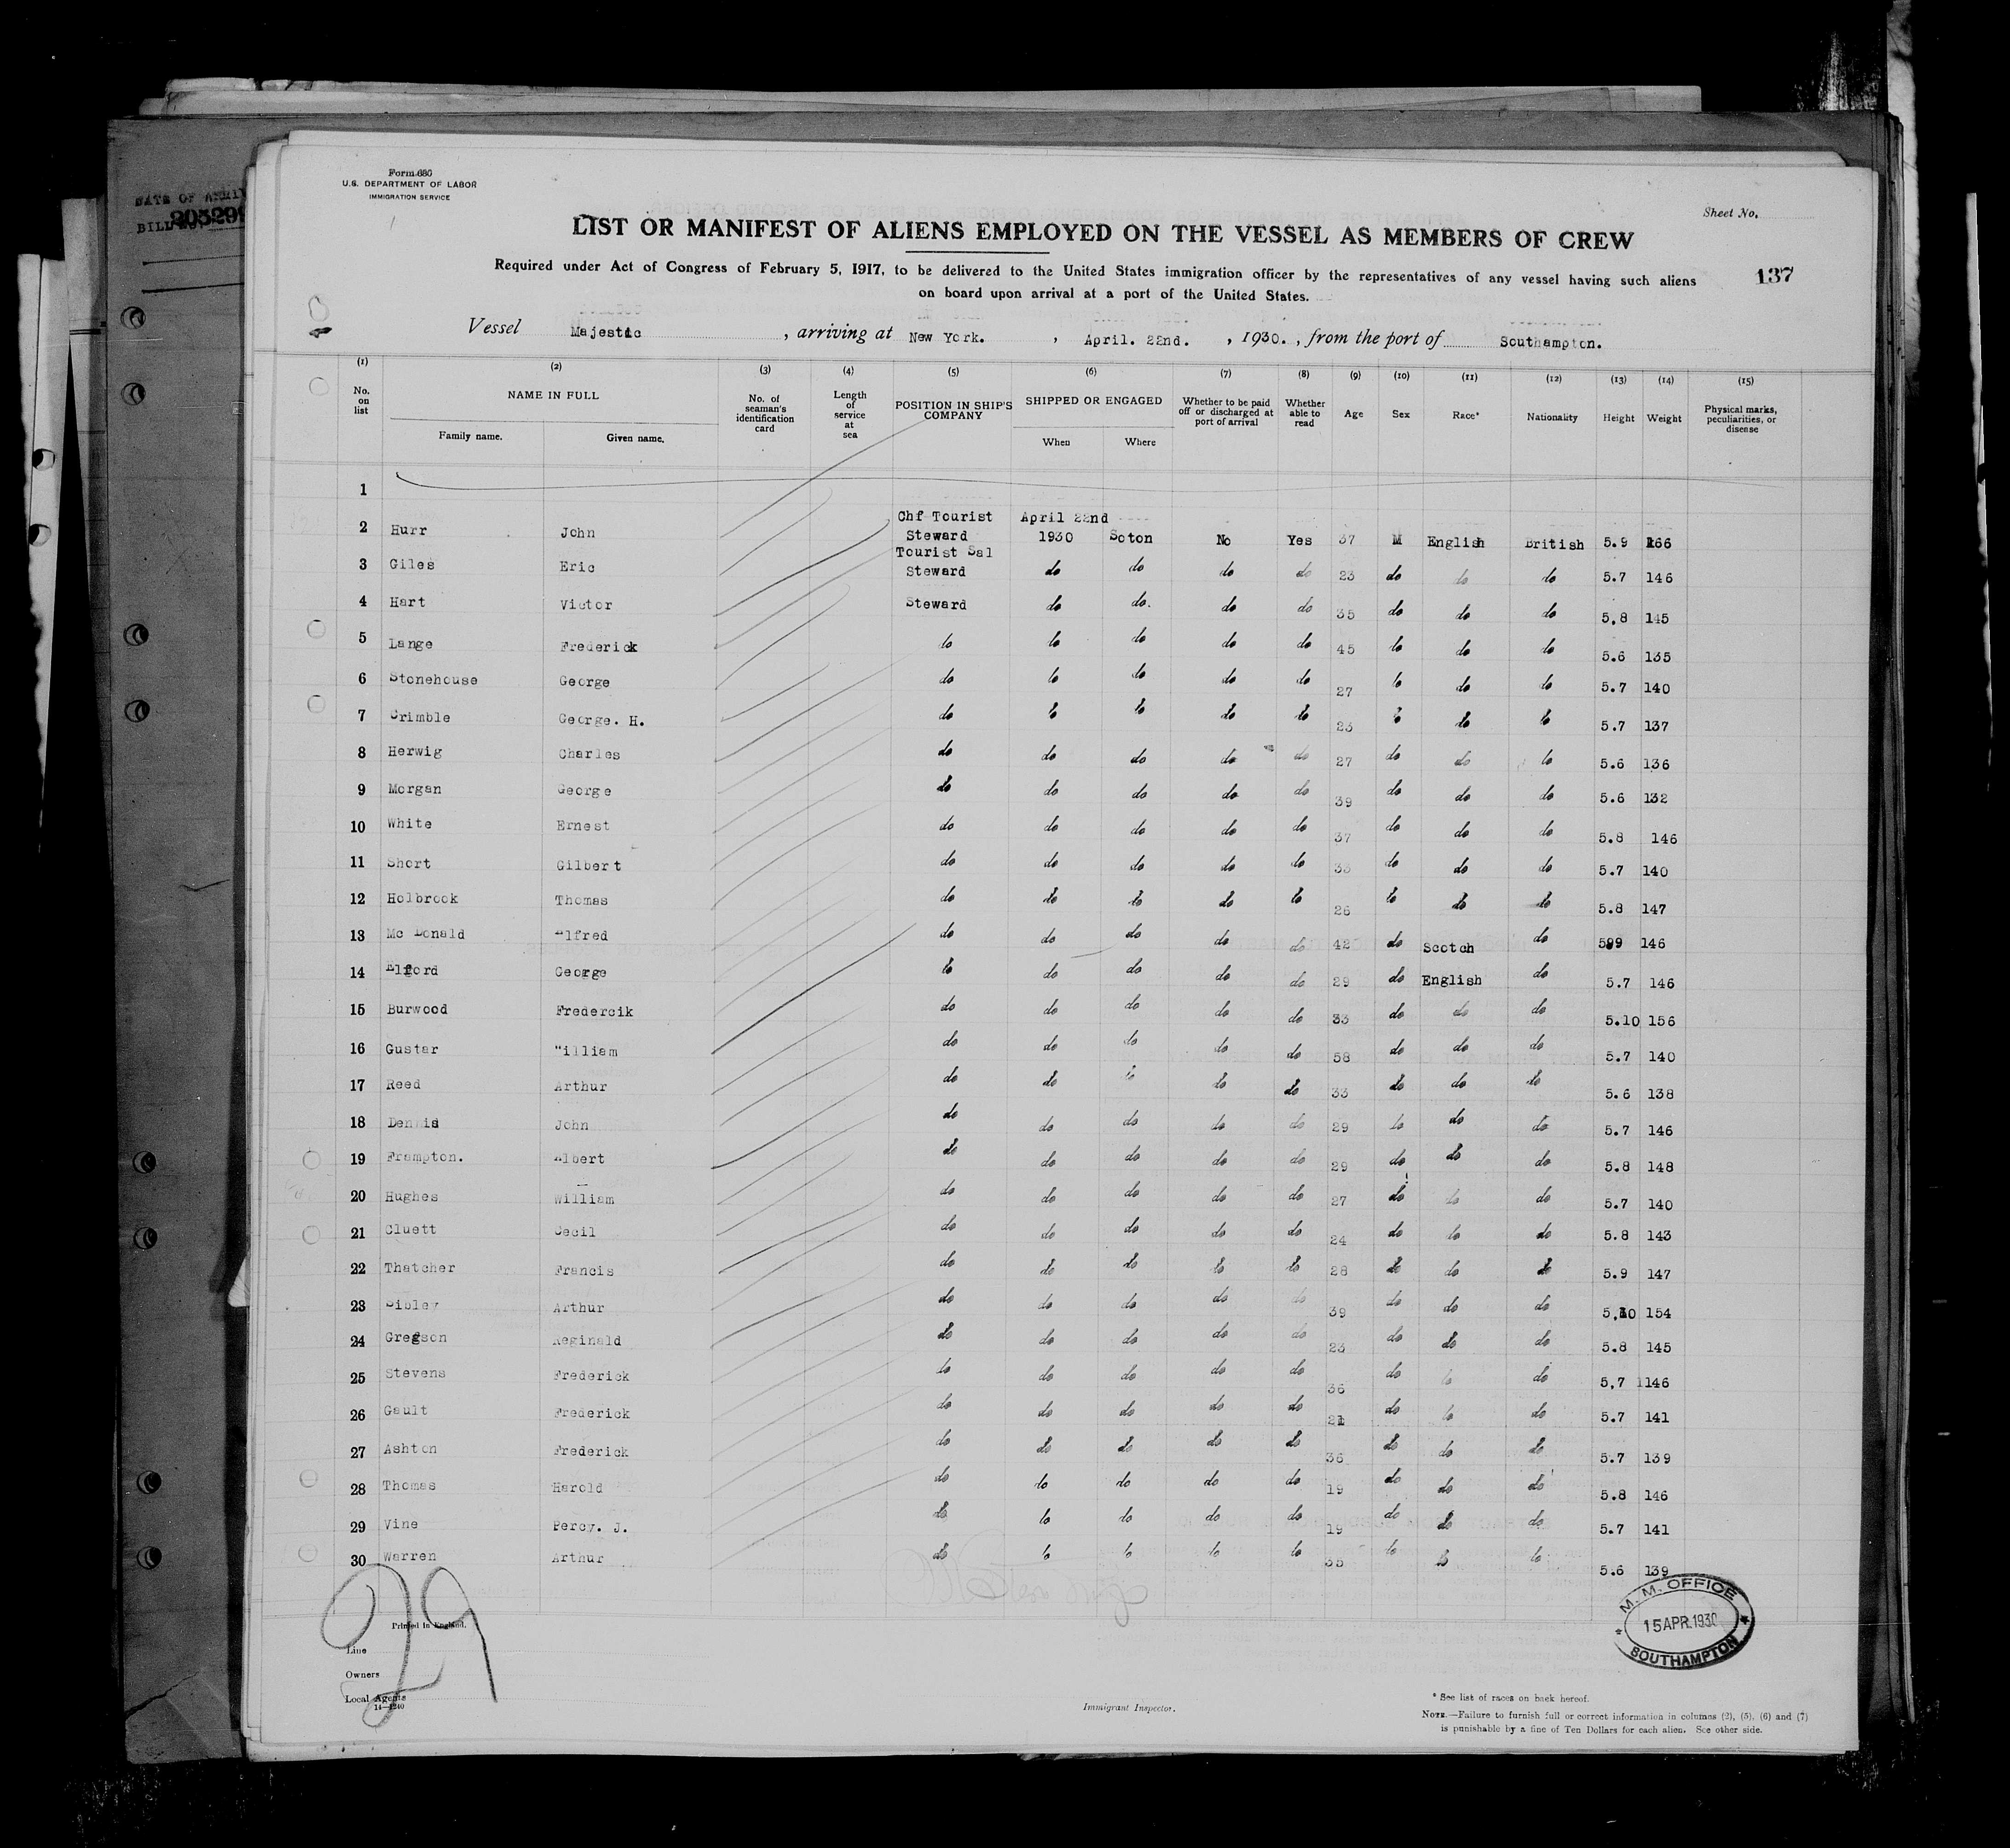 Form 680
U.S. DEPARTMENT OF LABOR
IMMIGRATION SERVICE
Sheet No.
LIST OR MANIFEST OF ALIENS EMPLOYED ON THE VESSEL AS MEMBERS OF CREW
Required under Act of Congress of February 5, 1917, to be delivered to the United States immigration officer by the representatives of any vessel having such aliens
on board upon arrival at a port of the United States.
137
Vessel Majestic , arriving at New York. , April. 22nd. , 1930. , from the port of Southampton.
(1) (2) (3) (4) (5) (6) (7) (8) (9) (10) (11) (12) (13) (14) (15)
No. on list NAME IN FULL Family name. Given name. No. of seaman's identification card Length of service at sea POSITION IN SHIP'S COMPANY SHIPPED OR ENGAGED When Where Whether to be paid off or discharged at port of arrival Whether able to read Age Sex Race* Nationality Height Weight Physical marks, peculiarities, or disease
1
2 Hurr John Chf Tourist Steward April 22nd 1930 Soton No Yes 37 M English British 5.9 166
3 Giles Eric Tourist Sal Steward do do do do 23 do do do 5.7 146
4 Hart Victor Steward do do. do do 35 do do do 5.8 145
5 Lange Frederick do do do do do 45 do do do 5.6 135
6 Stonehouse George do do do do do 27 do do do 5.7 140
7 Crimble George. H. do do do do do 23 do do do 5.7 137
8 Herwig Charles do do do do do 27 do do do 5.6 136
9 Morgan George do do do do do 39 do do do 5.6 132
10 White Ernest do do do do do 37 do do do 5.8 146
11 Short Gilbert do do do do do 33 do do do 5.7 140
12 Holbrook Thomas do do do do do 26 do do do 5.8 147
13 Mc Donald Alfred do do do do do 42 do Scotch do 599 146
14 Elford George do do do do do 29 do English do 5.7 146
15 Burwood Fredercik do do do do do 33 do do do 5.10 156
16 Gustar William do do do do do 58 do do do 5.7 140
17 Reed Arthur do do do do do 33 do do do 5.6 138
18 Dennis John do do do do do 29 do do do 5.7 146
19 Frampton. Albert do do do do do 29 do do do 5.8 148
20 Hughes William do do do do do 27 do do do 5.7 140
21 Cluett Cecil do do do do do 24 do do do 5.8 143
22 Thatcher Francis do do do do do 28 do do do 5.9 147
23 Sibley Arthur do do do do do 39 do do do 5.10 154
24 Gregson Reginald do do do do do 23 do do do 5.8 145
25 Stevens Frederick do do do do do 36 do do do 5.7 1146
26 Gault Frederick do do do do do 21 do do do 5.7 141
27 Ashton Frederick do do do do do 36 do do do 5.7 139
28 Thomas Harold do do do do do 19 do do do 5.8 146
29 Vine Percy. J. do do do do do 19 do do do 5.7 141
30 Warren Arthur do do do do do 35 do do do 5.6 139
29
Printed in England.
Line
Owners
Local Agents
14—1240
Immigrant Inspector.
M. M. OFFICE
15 APR. 1930
SOUTHAMPTON
* See list of races on back hereof.
NOTE.—Failure to furnish full or correct information in columns (2), (5), (6) and (7)
is punishable by a fine of Ten Dollars for each alien. See other side.